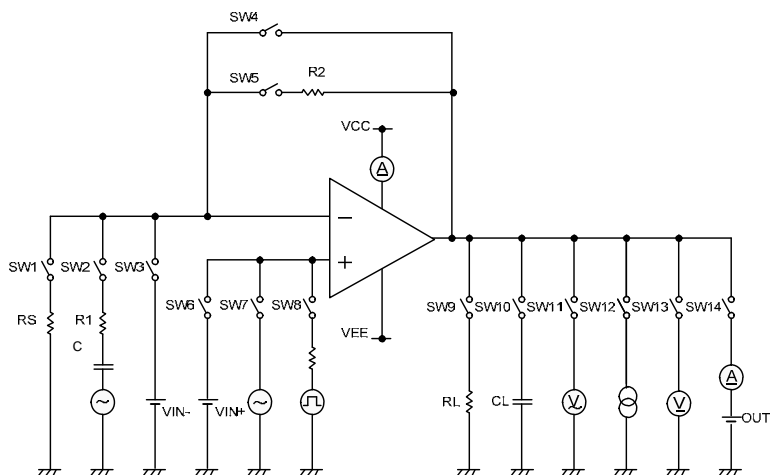 SW4
SW5
R2
VCC
A
−
+
SW1
SW2
SW3
SW6
SW7
SW8
SW9
SW10
SW11
SW12
SW13
SW14
RS
R1
C
VEE
VIN-
VIN+
RL
CL
V
V
A
OUT